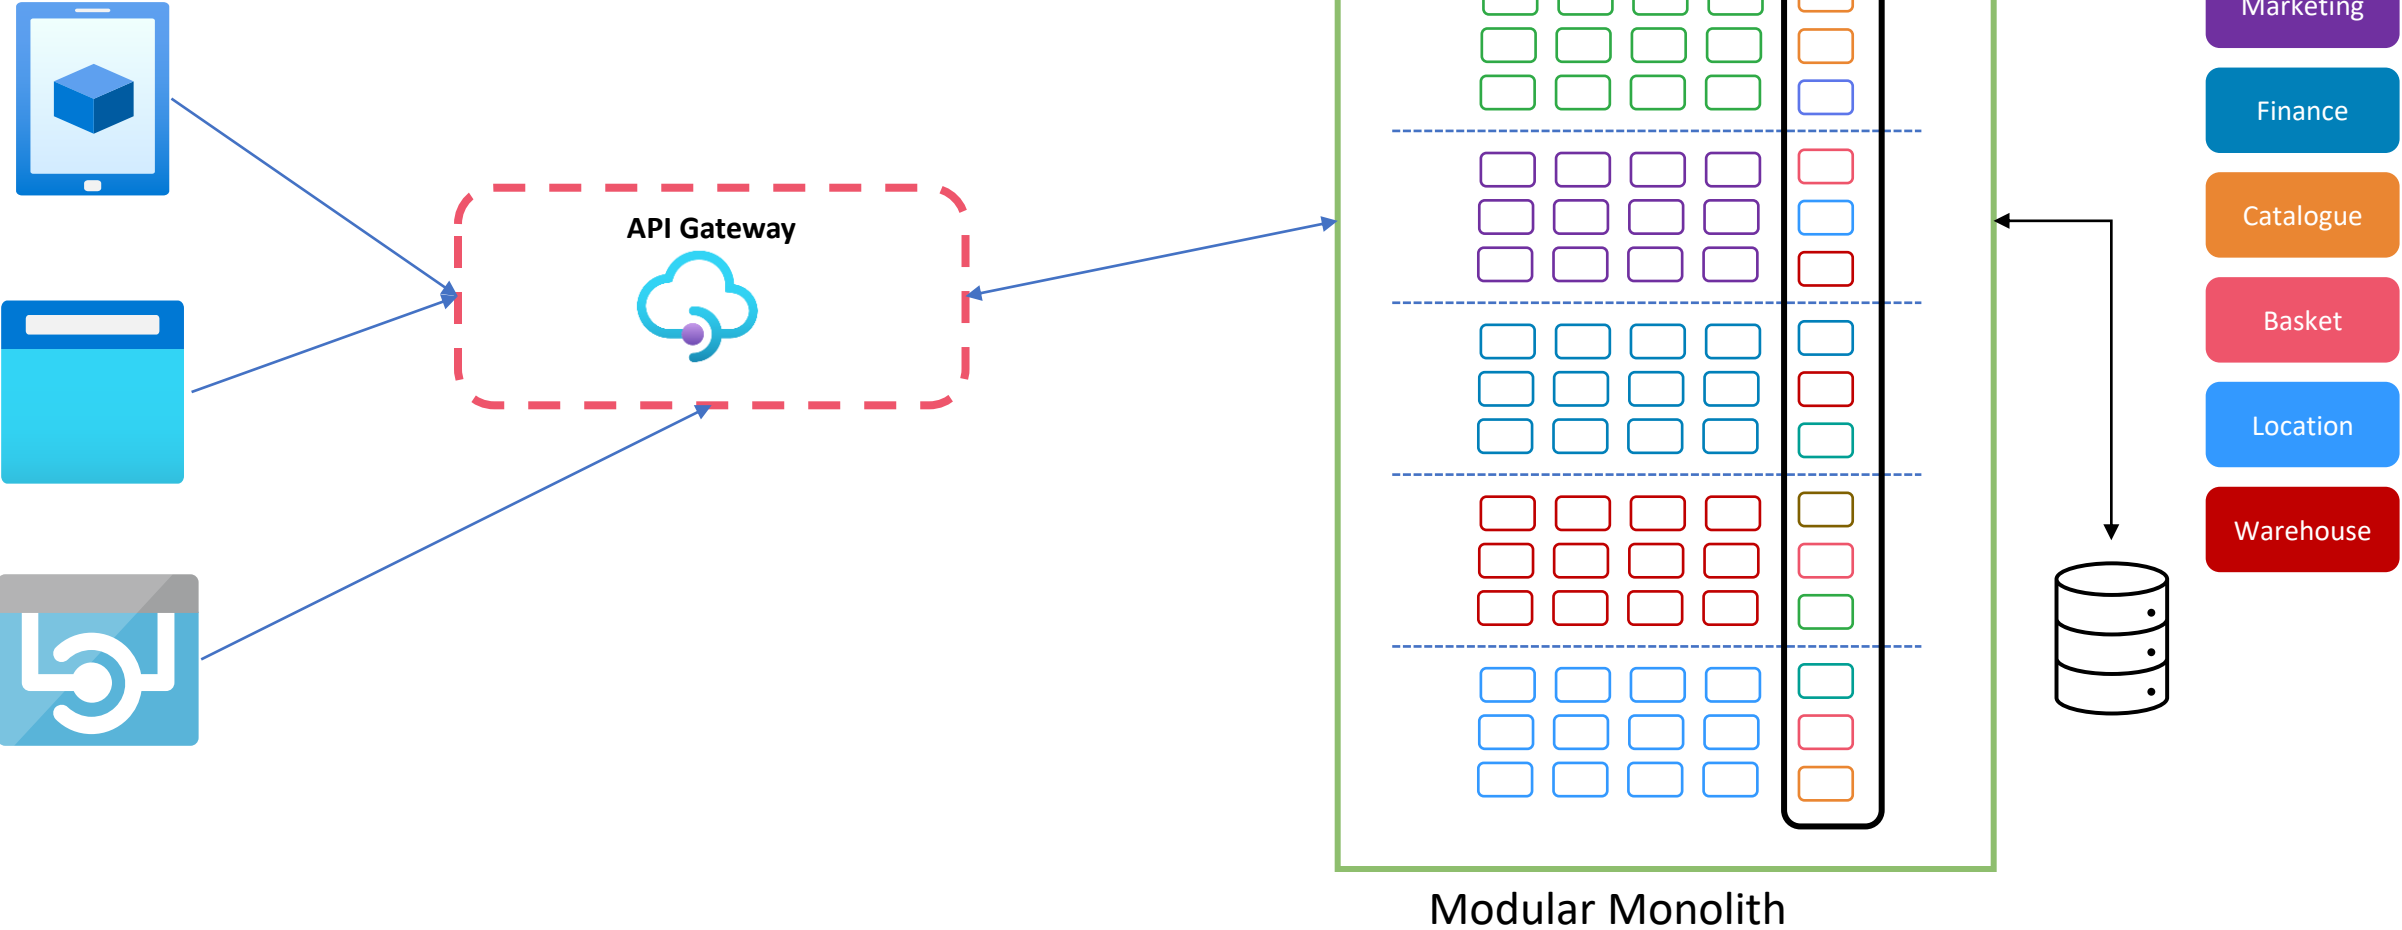 Marketing
Finance
API Gateway
Catalogue
Basket
Location
Warehouse
Modular Monolith